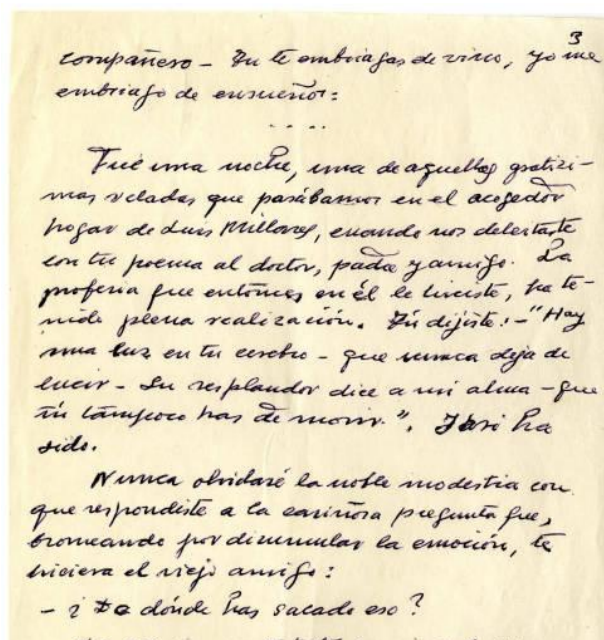 3
compañero – Tu te embriagas de vino, yo me
embriago de ensueños:
. . . .
Fué una noche, una de aquellas gratísi-
mas veladas que pasábamos en el acogedor
hogar de Luis Millares, cuando nos deleitaste
con tu poema al doctor, padre y amigo. La
profecia que entonces en él le hiciste, ha te-
nido plena realización. Tú dijiste: – "Hay
una luz en tu cerebro – que nunca deja de
lucir – Su resplandor dice a mi alma – que
tú tampoco has de morir.". Y así ha
sido.
Nunca olvidaré la noble modestia con
que respondiste a la cariñosa pregunta que,
bromeando por disimular la emoción, te
hiciera el viejo amigo:
– ¿De dónde has sacado eso?